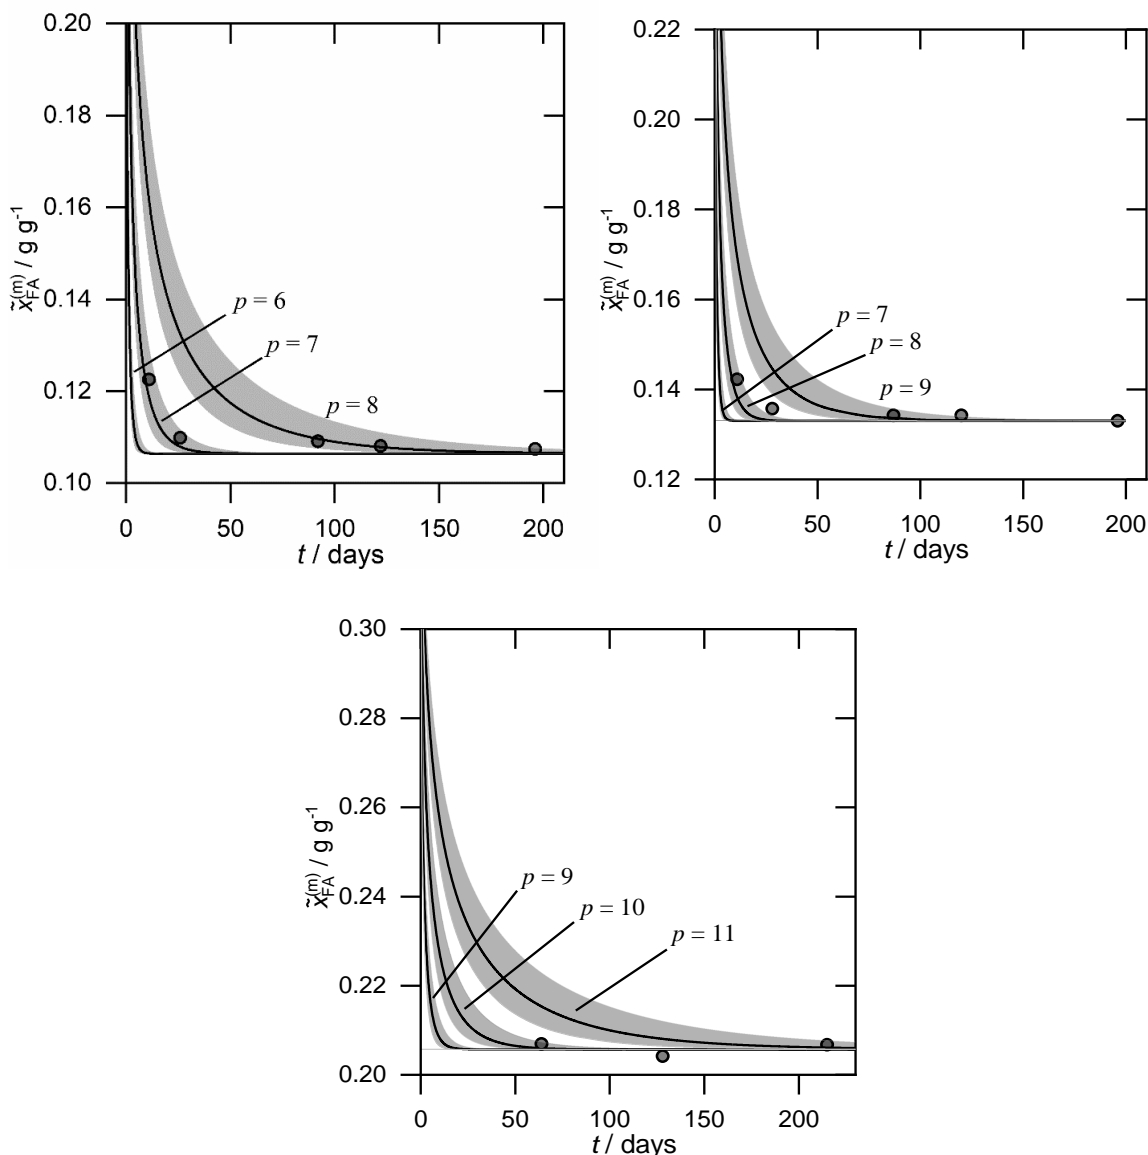 0.20
0.18
0.16
0.14
0.12
0.10
x̃FA(m) / g g-1
p = 6
p = 7
p = 8
0 50 100 150 200
t / days
0.22
0.20
0.18
0.16
0.14
0.12
x̃FA(m) / g g-1
p = 7
p = 8
p = 9
0 50 100 150 200
t / days
0.30
0.28
0.26
0.24
0.22
0.20
x̃FA(m) / g g-1
p = 9
p = 10
p = 11
0 50 100 150 200
t / days